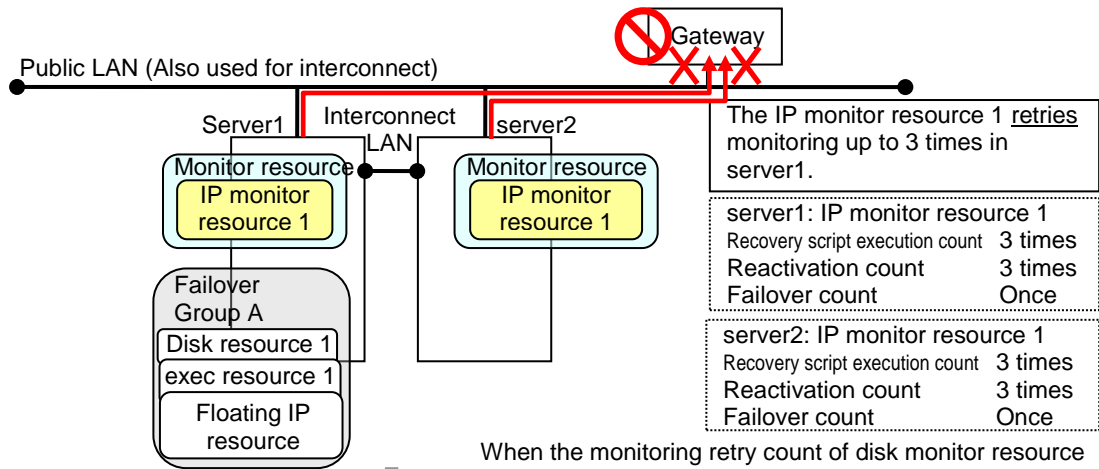 Gateway
Public LAN (Also used for interconnect)
Server1
Interconnect
LAN
server2
The IP monitor resource 1 retries
monitoring up to 3 times in
server1.
Monitor resource
IP monitor
resource 1
Monitor resource
IP monitor
resource 1
server1: IP monitor resource 1
Recovery script execution count 3 times
Reactivation count 3 times
Failover count Once
Failover
Group A
Disk resource 1
exec resource 1
Floating IP
resource
server2: IP monitor resource 1
Recovery script execution count 3 times
Reactivation count 3 times
Failover count Once
When the monitoring retry count of disk monitor resource